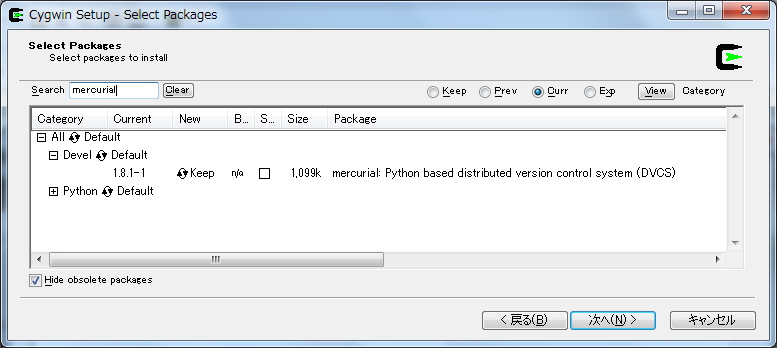 Cygwin Setup - Select Packages
Select Packages
Select packages to install
Search mercurial Clear Keep Prev Curr Exp View Category
Category Current New B... S... Size Package
All Default
Devel Default
1.8.1-1 Keep n/a 1,099k mercurial: Python based distributed version control system (DVCS)
Python Default
Hide obsolete packages
< 戻る(B) 次へ(N) > キャンセル